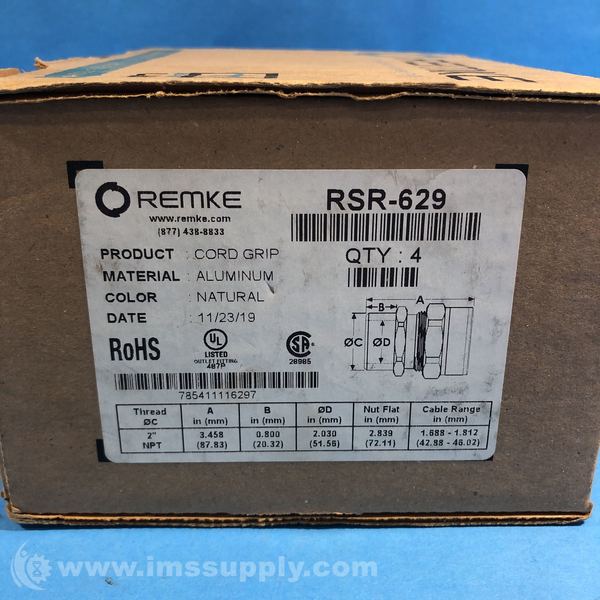 REMKE
www.remke.com
(877) 438-8833
RSR-629
QTY : 4
PRODUCT : CORD GRIP
MATERIAL : ALUMINUM
COLOR : NATURAL
DATE : 11/23/19
A
B
ØC
ØD
RoHS
UL
LISTED
OUTLET FITTING
487P
SA
28985
785411116297
Thread ØC A in (mm) B in (mm) ØD in (mm) Nut Flat in (mm) Cable Range in (mm)
2" NPT 3.458 (87.83) 0.800 (20.32) 2.030 (51.56) 2.839 (72.11) 1.688 - 1.812 (42.88 - 46.02)
© www.imssupply.com!